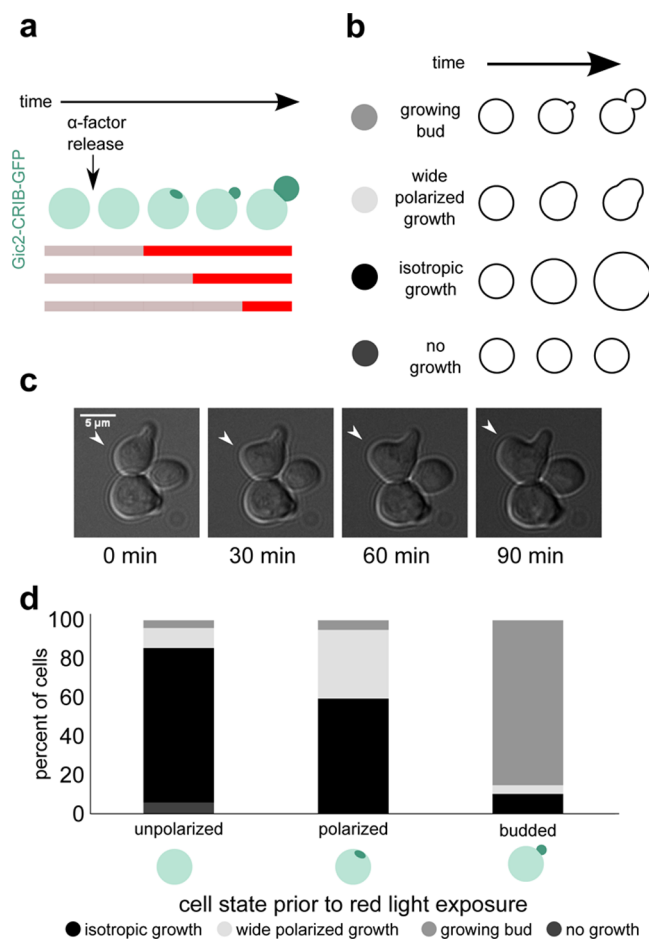 a
time
α-factor
release
Gic2-CRIB-GFP
b
time
growing
bud
wide
polarized
growth
isotropic
growth
no
growth
c
5 µm
0 min
30 min
60 min
90 min
d
percent of cells
100
80
60
40
20
0
unpolarized
polarized
budded
cell state prior to red light exposure
isotropic growth
wide polarized growth
growing bud
no growth